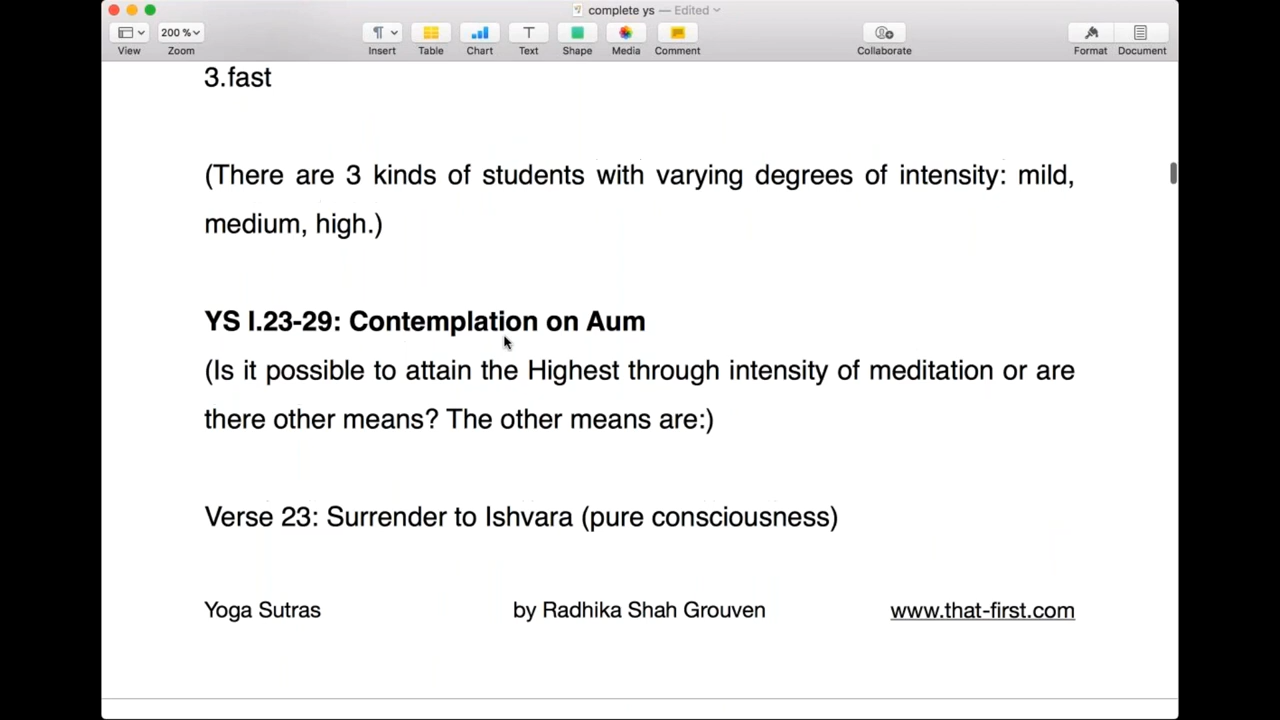 complete ys — Edited
200 %
View
Zoom
Insert
Table
Chart
Text
Shape
Media
Comment
Collaborate
Format
Document
3.fast
(There are 3 kinds of students with varying degrees of intensity: mild,
medium, high.)
YS I.23-29: Contemplation on Aum
(Is it possible to attain the Highest through intensity of meditation or are
there other means? The other means are:)
Verse 23: Surrender to Ishvara (pure consciousness)
Yoga Sutras by Radhika Shah Grouven www.that-first.com